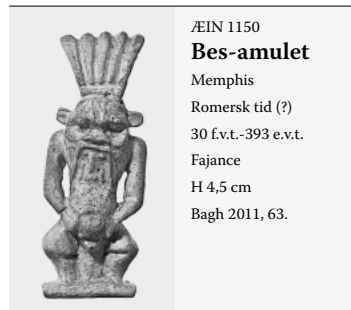 ÆIN 1150
Bes-amulet
Memphis
Romersk tid (?)
30 f.v.t.-393 e.v.t.
Fajance
H 4,5 cm
Bagh 2011, 63.